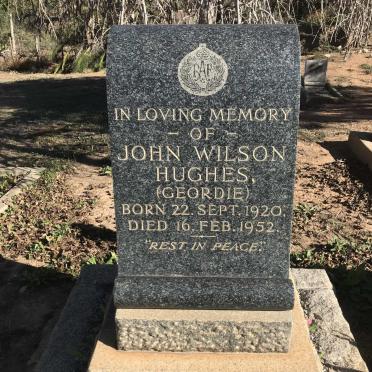 RAF
IN LOVING MEMORY
– OF –
JOHN WILSON
HUGHES,
(GEORDIE)
BORN 22. SEPT. 1920.
DIED 16. FEB. 1952.
"REST IN PEACE."